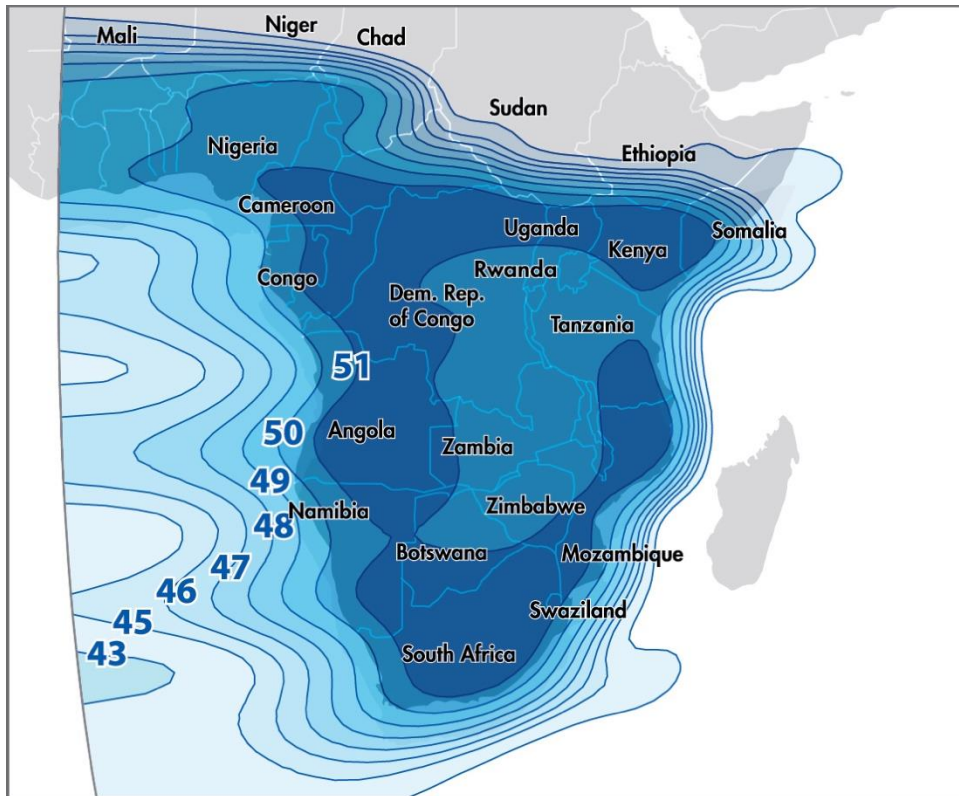 Mali
Niger
Chad
Sudan
Nigeria
Ethiopia
Cameroon
Uganda
Somalia
Kenya
Congo
Rwanda
Dem. Rep.
of Congo
Tanzania
51
50
Angola
Zambia
49
Namibia
Zimbabwe
48
Botswana
Mozambique
47
46
Swaziland
45
43
South Africa